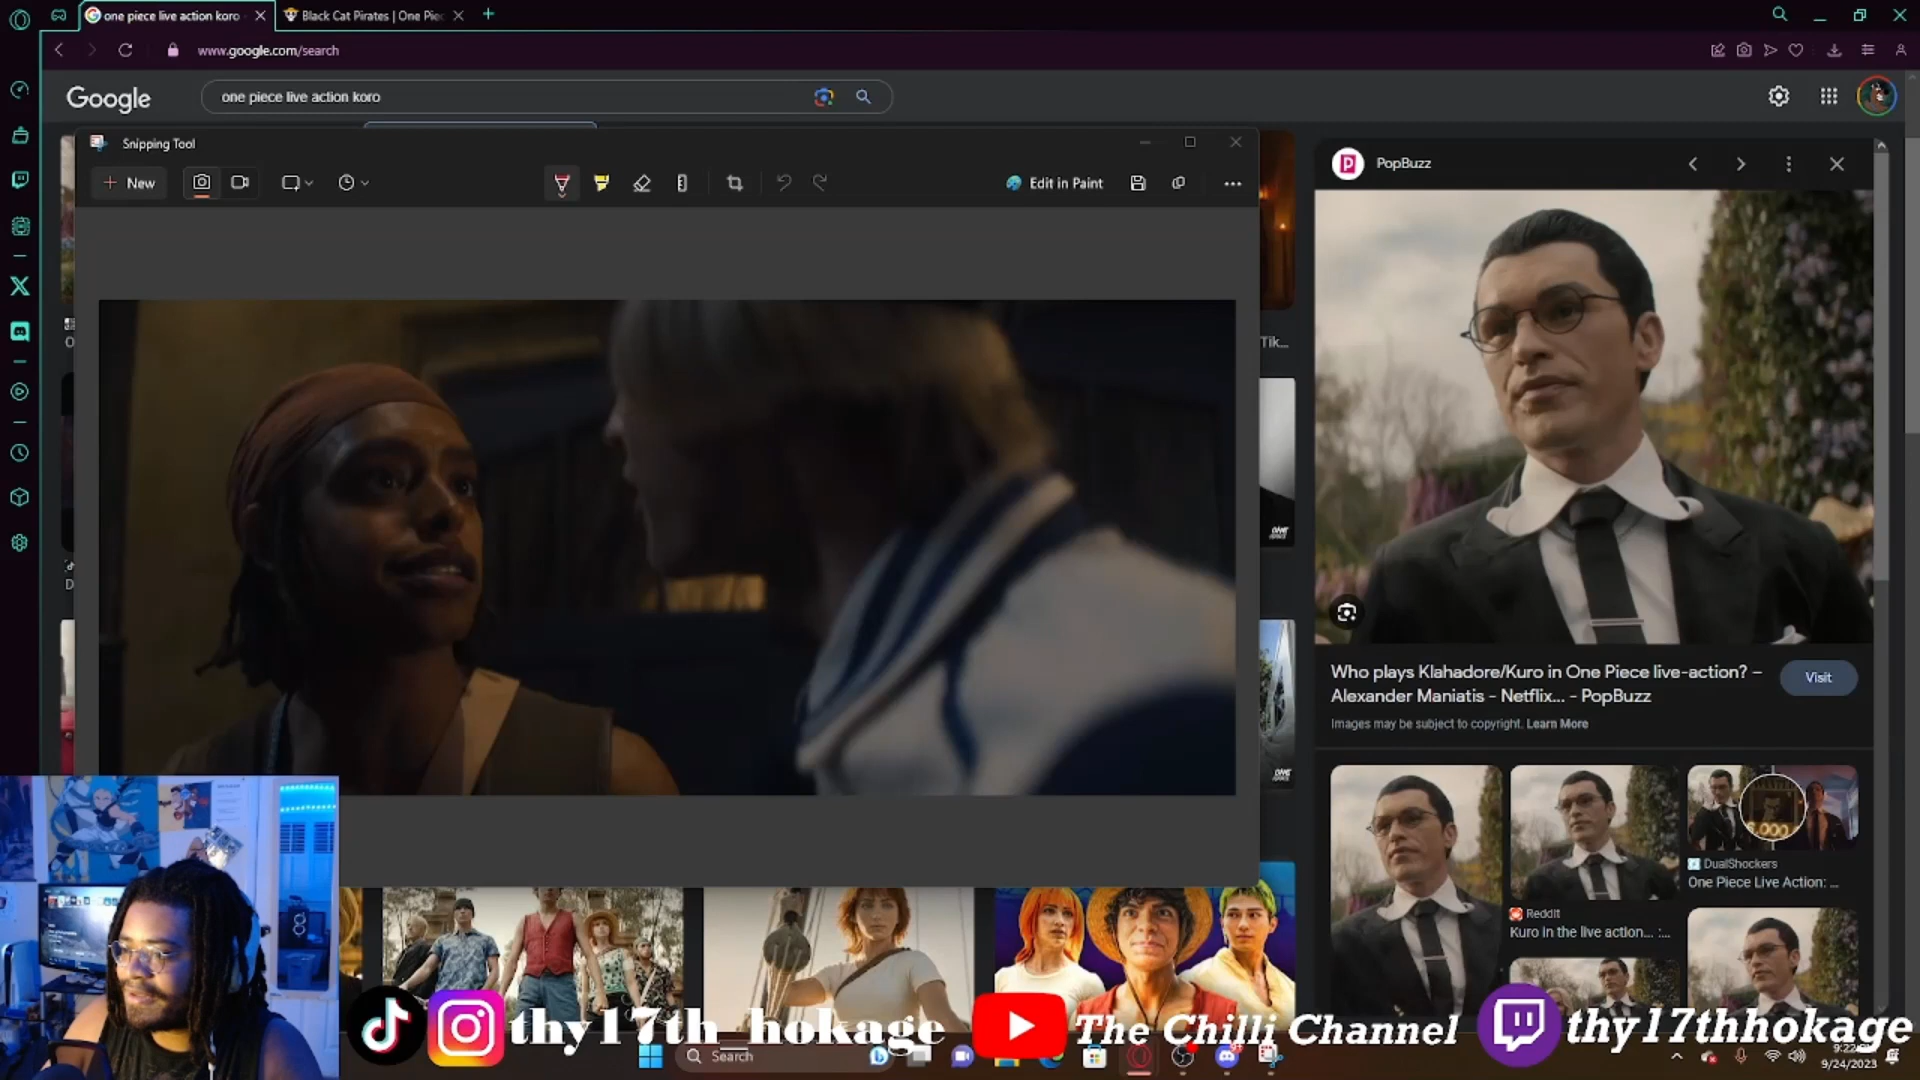 one piece live action koro
Black Cat Pirates | One Pie
www.google.com/search
Google
one piece live action koro
Snipping Tool
New
Edit in Paint
PopBuzz
Tik...
Who plays Klahadore/Kuro in One Piece live-action? –
Alexander Maniatis - Netflix... - PopBuzz
Visit
Images may be subject to copyright. Learn More
DualShockers
One Piece Live Action: ...
Reddit
Kuro in the live action... :...
thy17th_hokage
The Chilli Channel
thy17thhokage
Search
9/24/2023